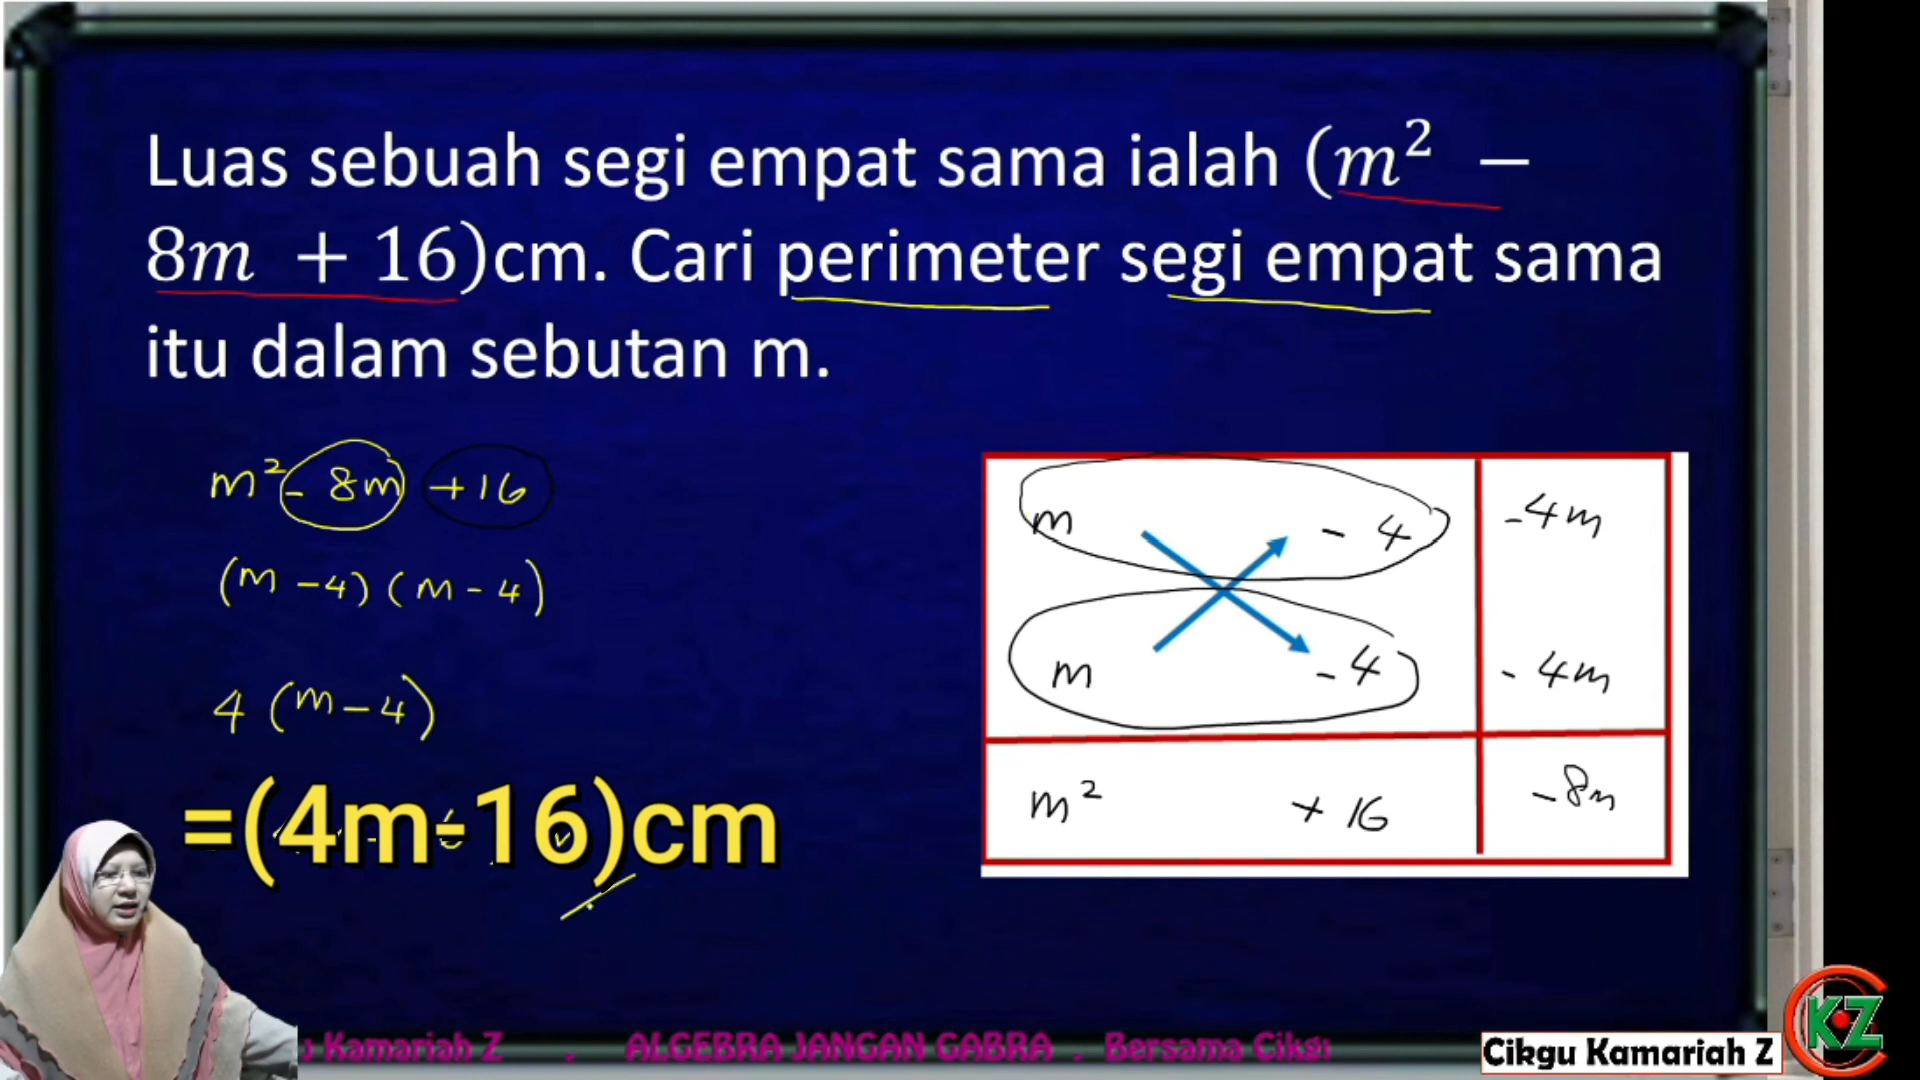 Luas sebuah segi empat sama ialah (m² −
8m + 16)cm. Cari perimeter segi empat sama
itu dalam sebutan m.
m² - 8m + 16
(m - 4) (m - 4)
4 (m - 4)
=(4m-16)cm
m - 4 -4m
m - 4 - 4m
m² + 16 - 8m
Kamariah Z . ALGEBRA JANGAN GABRA . Bersama Cikgu
Cikgu Kamariah Z
KZ